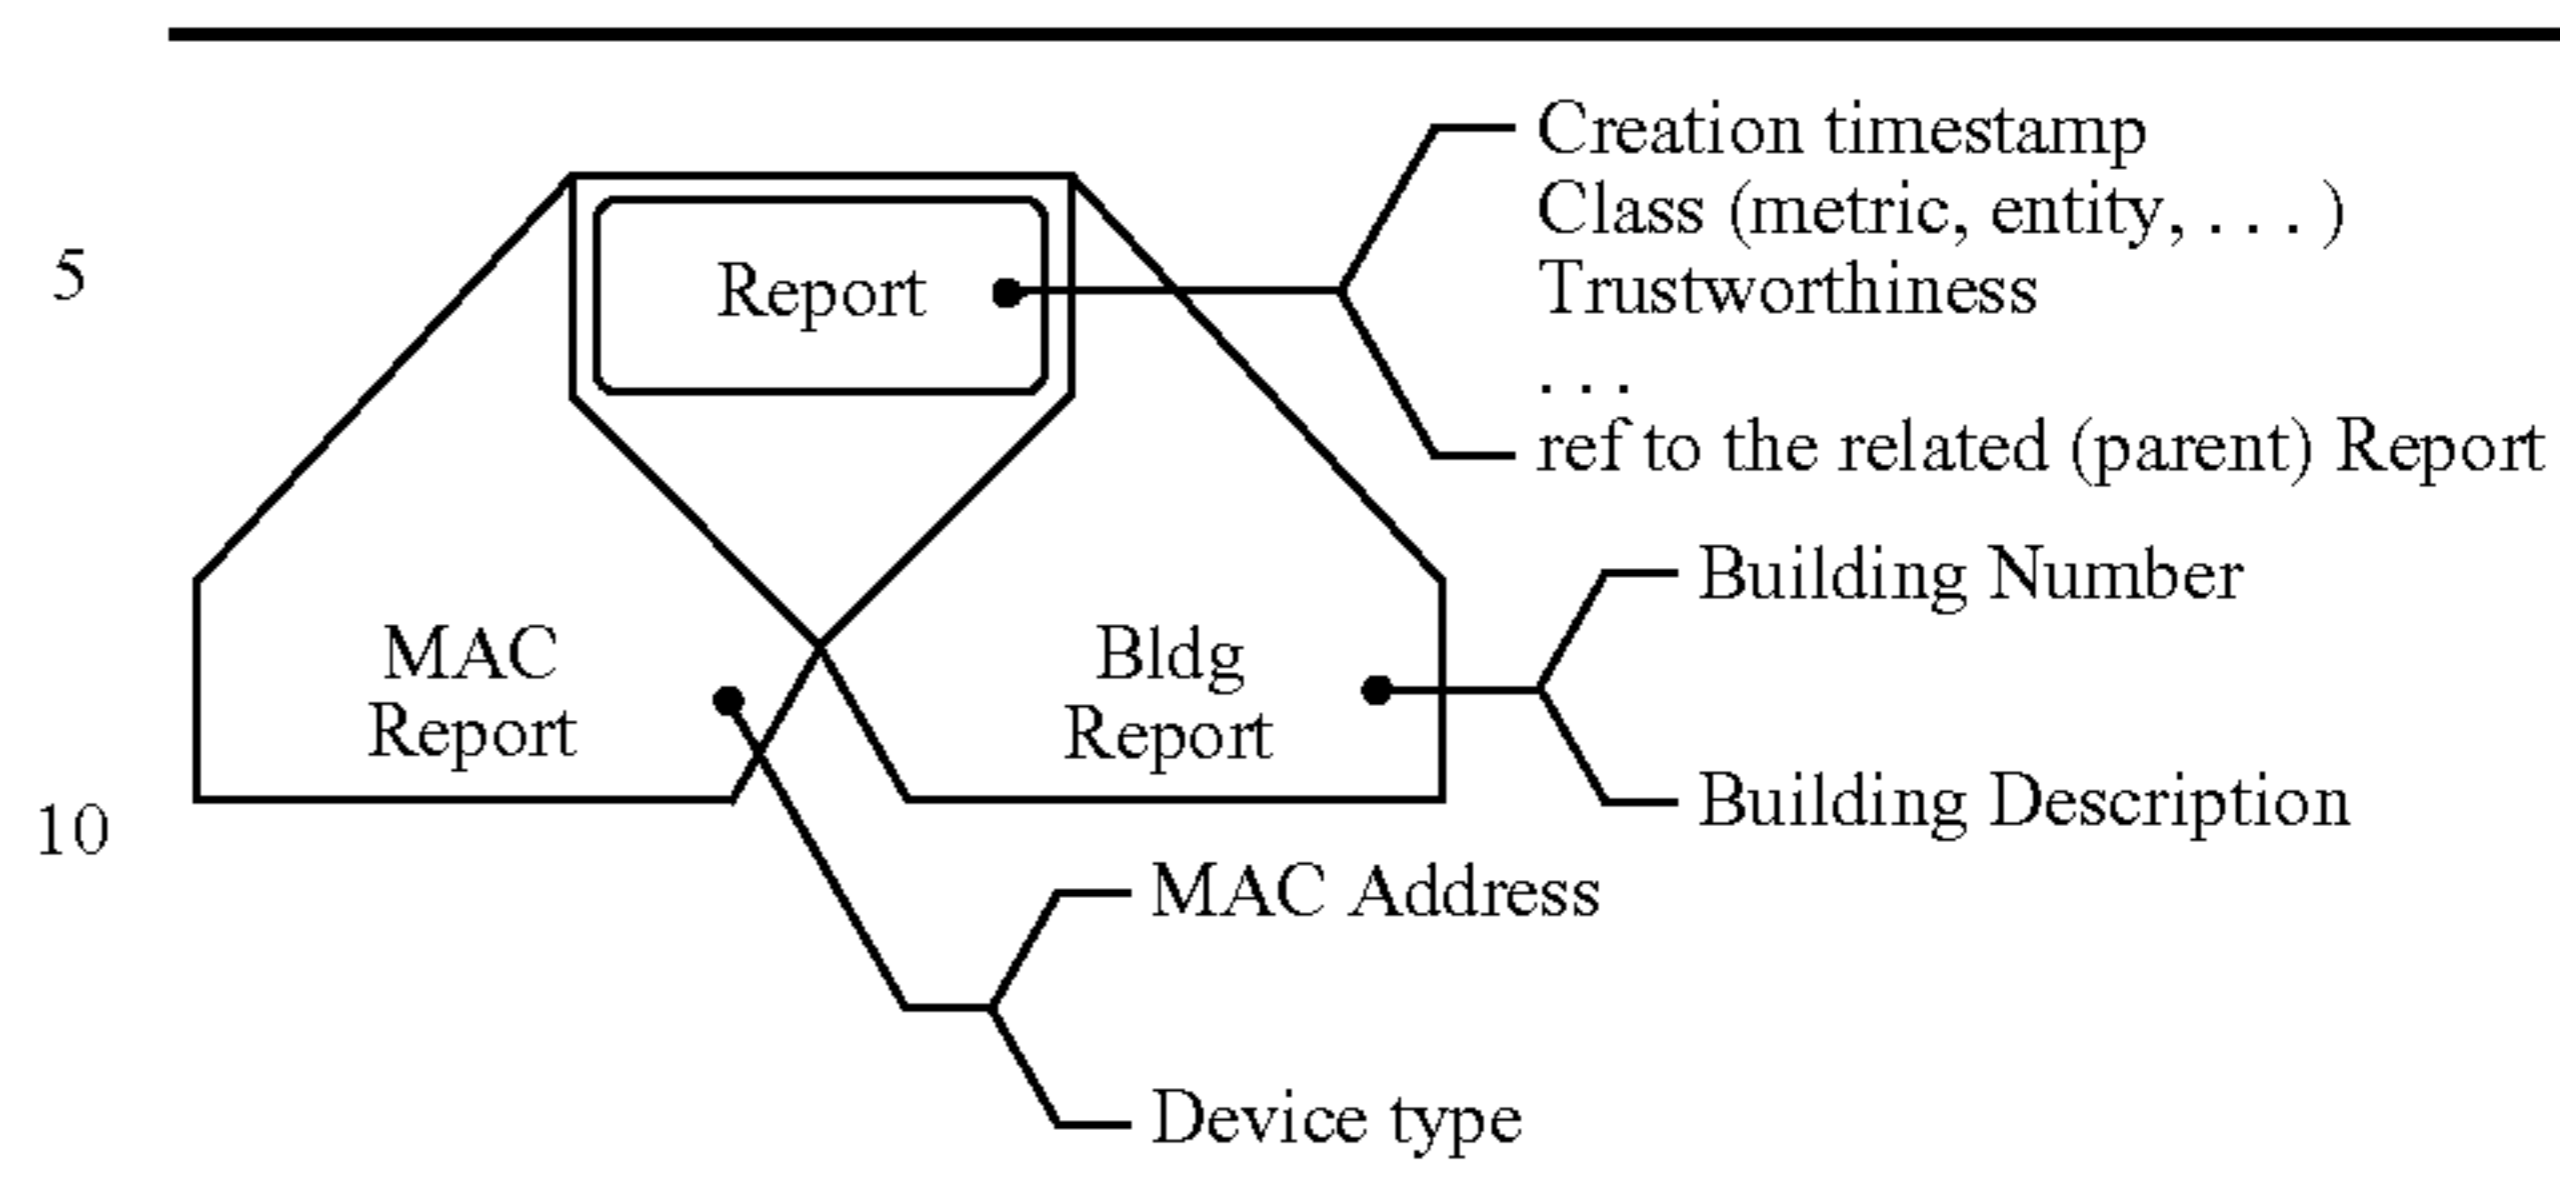 Creation timestamp
Class (metric, entity, . . . )
5
Report
Trustworthiness
. . .
ref to the related (parent) Report
Building Number
MAC
Report
Bldg
Report
Building Description
10
MAC Address
Device type